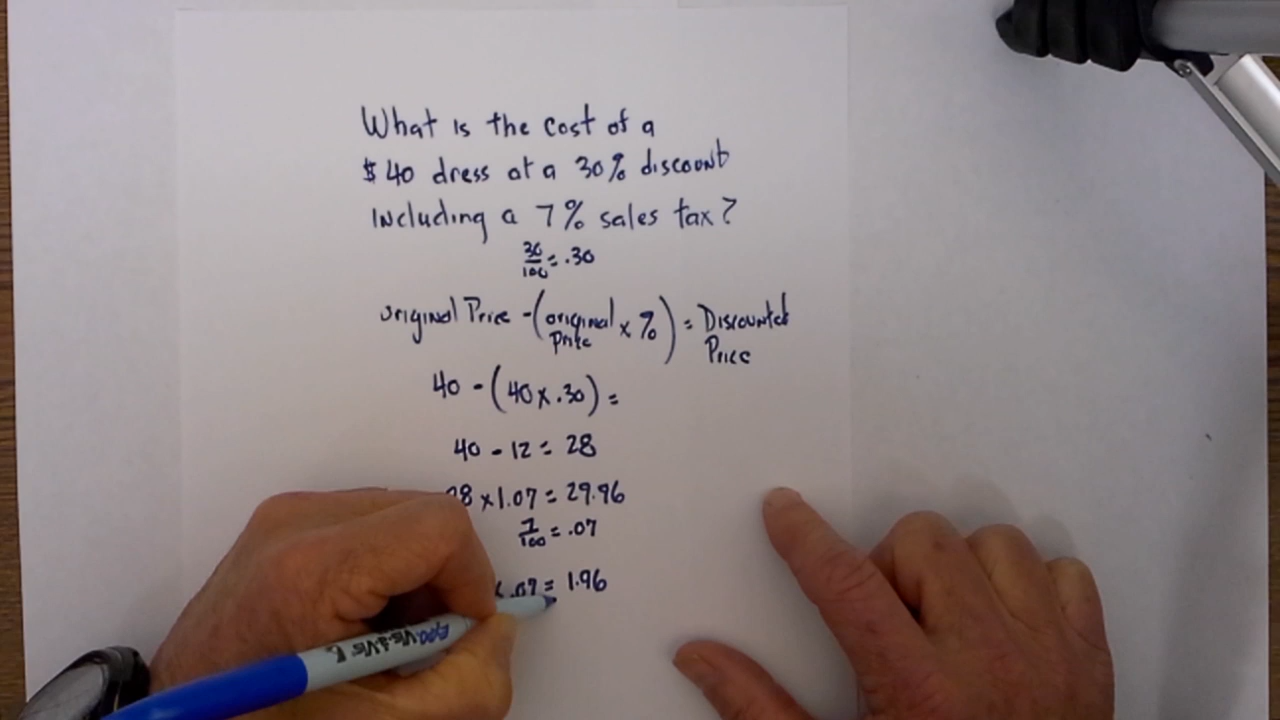 What is the cost of a
$40 dress at a 30% discount
including a 7% sales tax?
30/100 = .30
original Price - (original Price x %) = Discounted Price
40 - (40 x .30) =
40 - 12 = 28
28 x 1.07 = 29.96
7/100 = .07
x .07 = 1.96